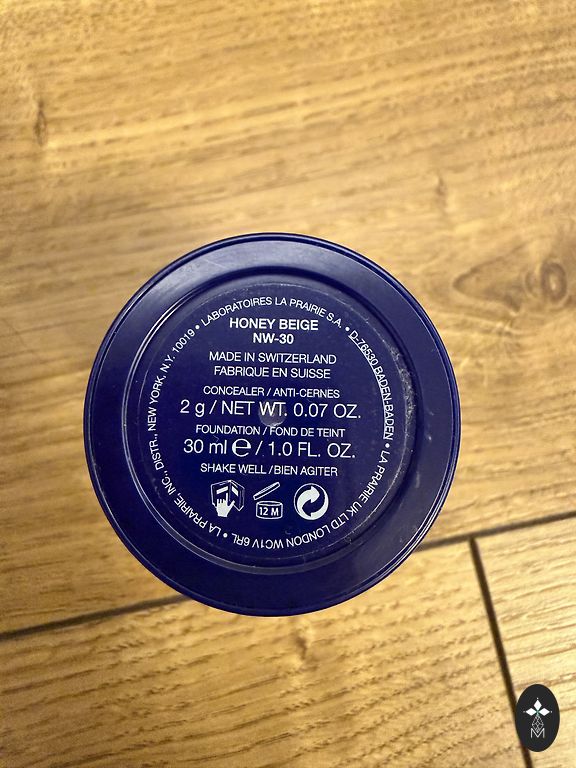 LABORATOIRES LA PRAIRIE S.A. • D-76530 BADEN-BADEN • LA PRAIRIE UK LTD LONDON WC1V 6RL • LA PRAIRIE, INC., DISTR., NEW YORK, N.Y. 10019 •
HONEY BEIGE
NW-30
MADE IN SWITZERLAND
FABRIQUE EN SUISSE
CONCEALER / ANTI-CERNES
2 g / NET WT. 0.07 OZ.
FOUNDATION / FOND DE TEINT
30 ml ℮ / 1.0 FL. OZ.
SHAKE WELL / BIEN AGITER
12 M
M